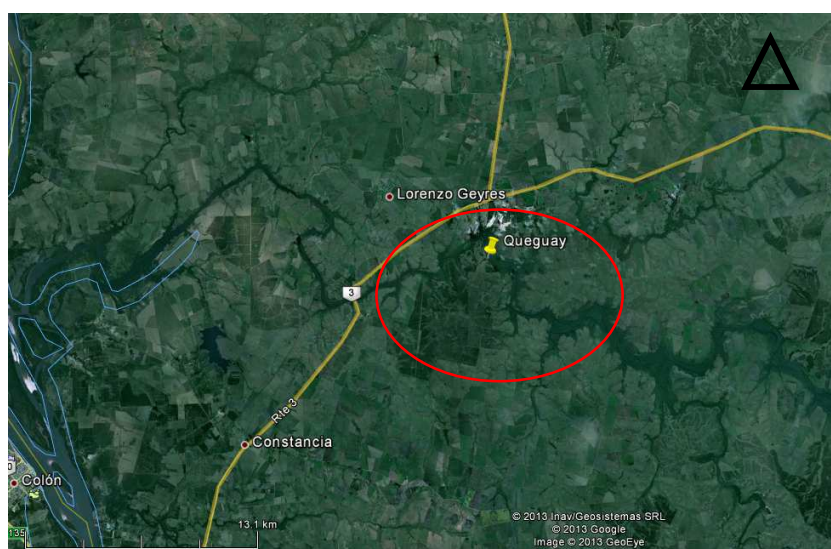 Lorenzo Geyres
Queguay
3
Rte 3
Constancia
Colón
135
13.1 km
© 2013 Inav/Geosistemas SRL
© 2013 Google
Image © 2013 GeoEye